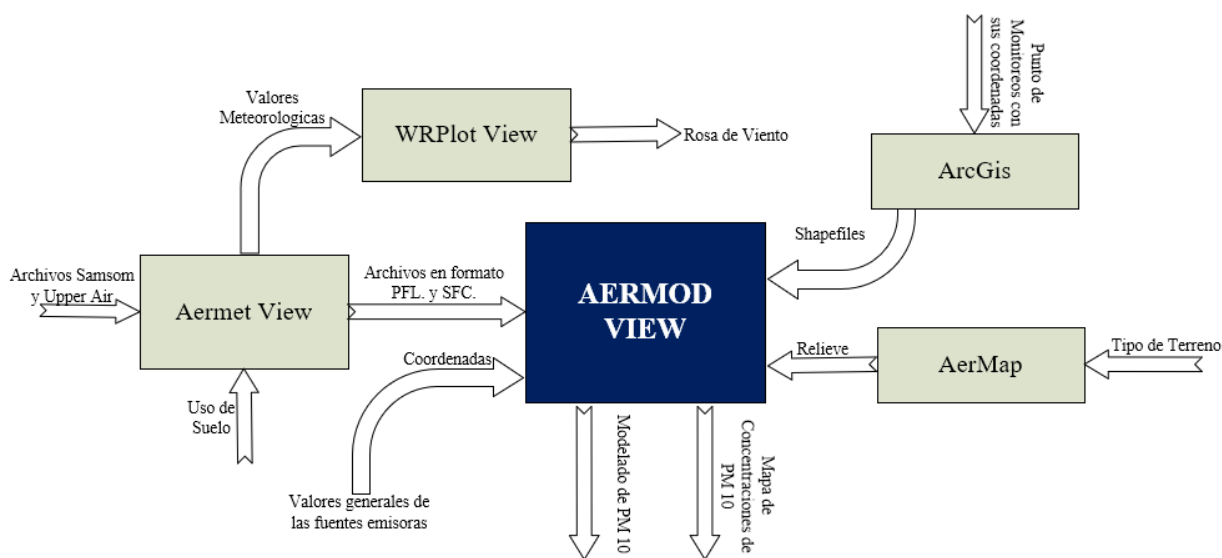 Punto de
Monitoreos con
sus coordenadas
Valores
Meteorologicas
WRPlot View
Rosa de Viento
ArcGis
Shapefiles
Archivos Samsom
y Upper Air
Aermet View
Archivos en formato
PFL. y SFC.
AERMOD
VIEW
Relieve
AerMap
Tipo de Terreno
Coordenadas
Uso de
Suelo
Valores generales de
las fuentes emisoras
Modelado de PM 10
Mapa de
Concentraciones de
PM 10